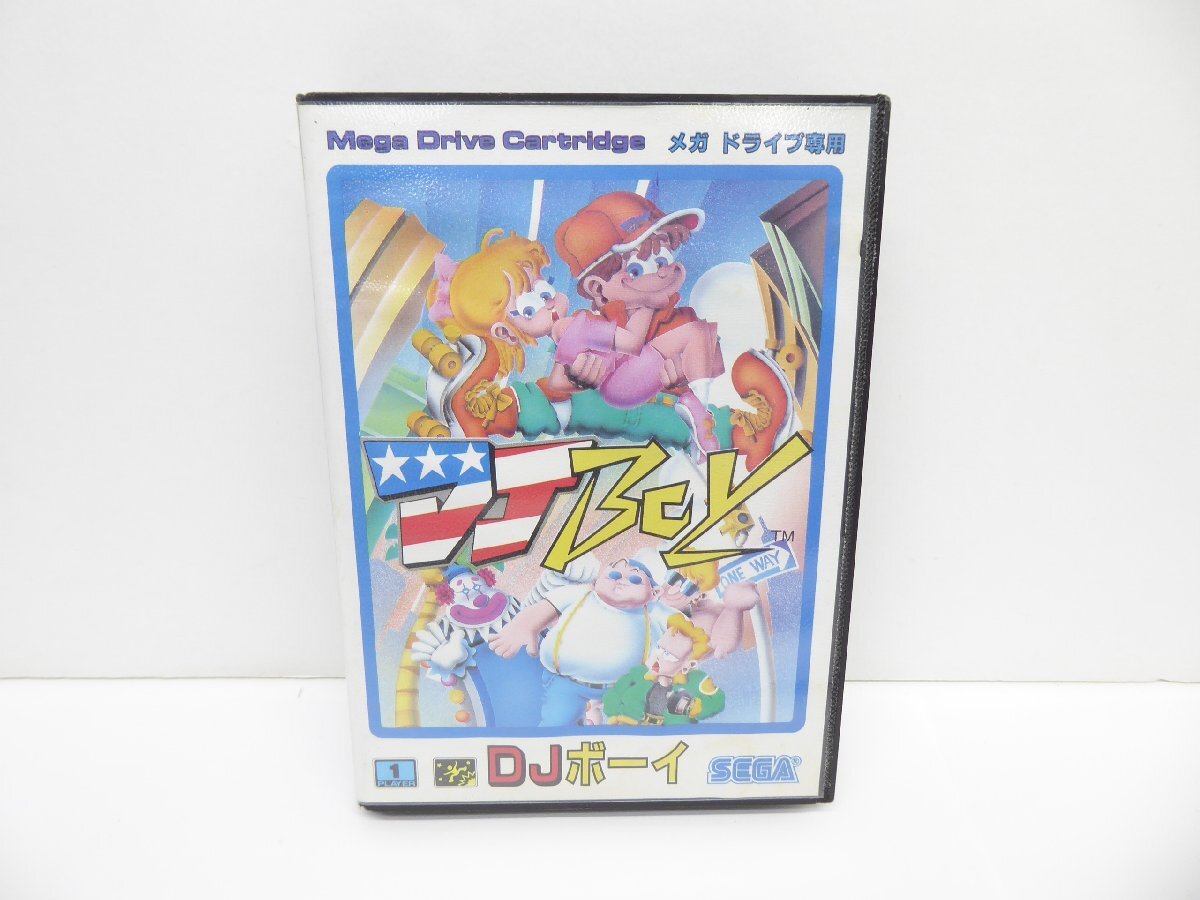 Mega Drive Cartridge メガ ドライブ専用
DJ BOY TM
ONE WAY
1 PLAYER DJボーイ SEGA®